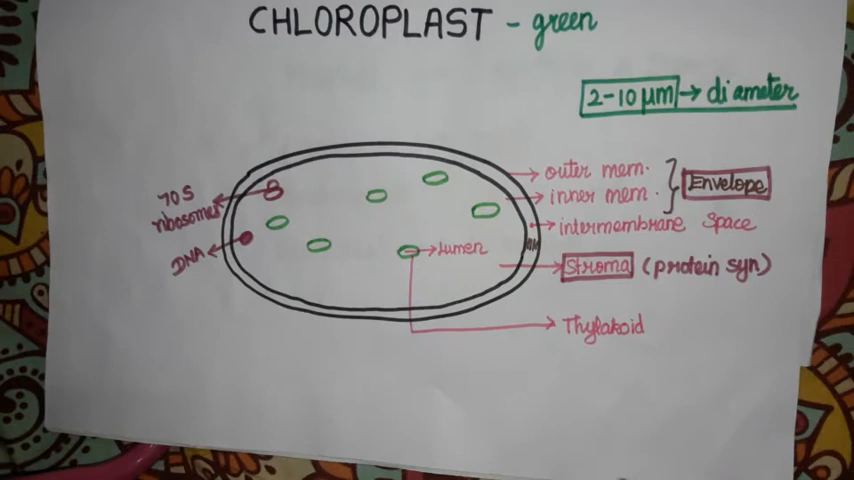 CHLOROPLAST - green
2-10 μm → diameter
outer mem.
inner mem.
Envelope
intermembrane space
Stroma (protein syn)
Thylakoid
Lumen
70S
ribosomes
DNA